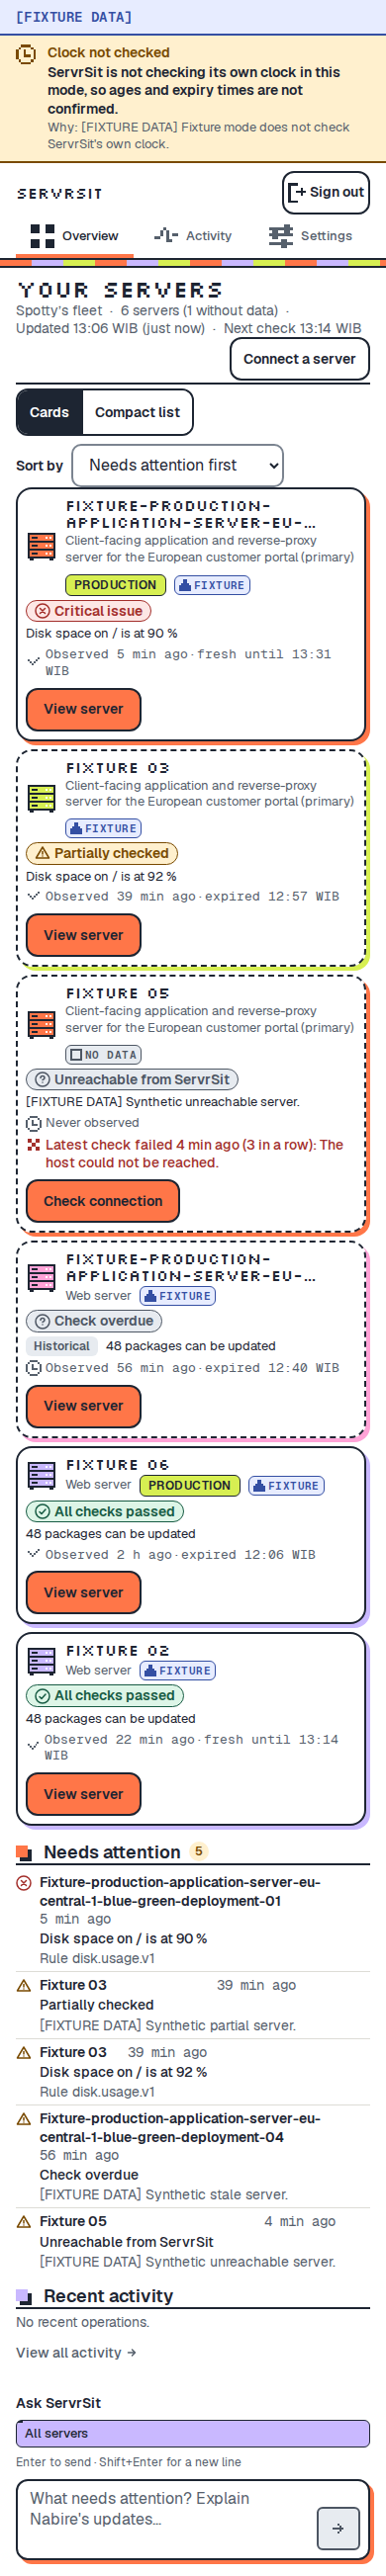 [FIXTURE DATA]
Clock not checked
ServrSit is not checking its own clock in this
mode, so ages and expiry times are not
confirmed.
Why: [FIXTURE DATA] Fixture mode does not check
ServrSit's own clock.
SERVRSIT
Sign out
Overview
Activity
Settings
YOUR SERVERS
Spotty's fleet · 6 servers (1 without data) ·
Updated 13:06 WIB (just now) · Next check 13:14 WIB
Connect a server
Cards
Compact list
Sort by
Needs attention first
FIXTURE-PRODUCTION-
APPLICATION-SERVER-EU-...
Client-facing application and reverse-proxy
server for the European customer portal (primary)
PRODUCTION
FIXTURE
Critical issue
Disk space on / is at 90 %
Observed 5 min ago · fresh until 13:31
WIB
View server
FIXTURE 03
Client-facing application and reverse-proxy
server for the European customer portal (primary)
FIXTURE
Partially checked
Disk space on / is at 92 %
Observed 39 min ago · expired 12:57 WIB
View server
FIXTURE 05
Client-facing application and reverse-proxy
server for the European customer portal (primary)
NO DATA
Unreachable from ServrSit
[FIXTURE DATA] Synthetic unreachable server.
Never observed
Latest check failed 4 min ago (3 in a row): The
host could not be reached.
Check connection
FIXTURE-PRODUCTION-
APPLICATION-SERVER-EU-...
Web server
FIXTURE
Check overdue
Historical
48 packages can be updated
Observed 56 min ago · expired 12:40 WIB
View server
FIXTURE 06
Web server
PRODUCTION
FIXTURE
All checks passed
48 packages can be updated
Observed 2 h ago · expired 12:06 WIB
View server
FIXTURE 02
Web server
FIXTURE
All checks passed
48 packages can be updated
Observed 22 min ago · fresh until 13:14
WIB
View server
Needs attention 5
Fixture-production-application-server-eu-
central-1-blue-green-deployment-01
5 min ago
Disk space on / is at 90 %
Rule disk.usage.v1
Fixture 03
39 min ago
Partially checked
[FIXTURE DATA] Synthetic partial server.
Fixture 03
39 min ago
Disk space on / is at 92 %
Rule disk.usage.v1
Fixture-production-application-server-eu-
central-1-blue-green-deployment-04
56 min ago
Check overdue
[FIXTURE DATA] Synthetic stale server.
Fixture 05
4 min ago
Unreachable from ServrSit
[FIXTURE DATA] Synthetic unreachable server.
Recent activity
No recent operations.
View all activity →
Ask ServrSit
All servers
Enter to send · Shift+Enter for a new line
What needs attention? Explain
Nabire's updates...